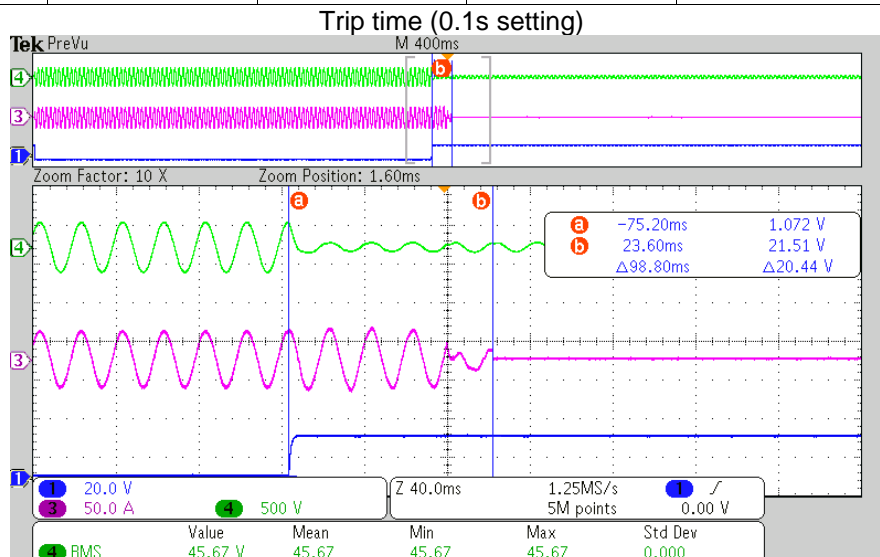 Trip time (0.1s setting)
Tek PreVu M 400ms
4
b
3
1
Zoom Factor: 10 X Zoom Position: 1.60ms
a b
a -75.20ms 1.072 V
b 23.60ms 21.51 V
Δ98.80ms Δ20.44 V
4
3
1
1 20.0 V
3 50.0 A 4 500 V
Z 40.0ms 1.25MS/s 1
5M points 0.00 V
Value Mean Min Max Std Dev
4 RMS 45.67 V 45.67 45.67 45.67 0.000